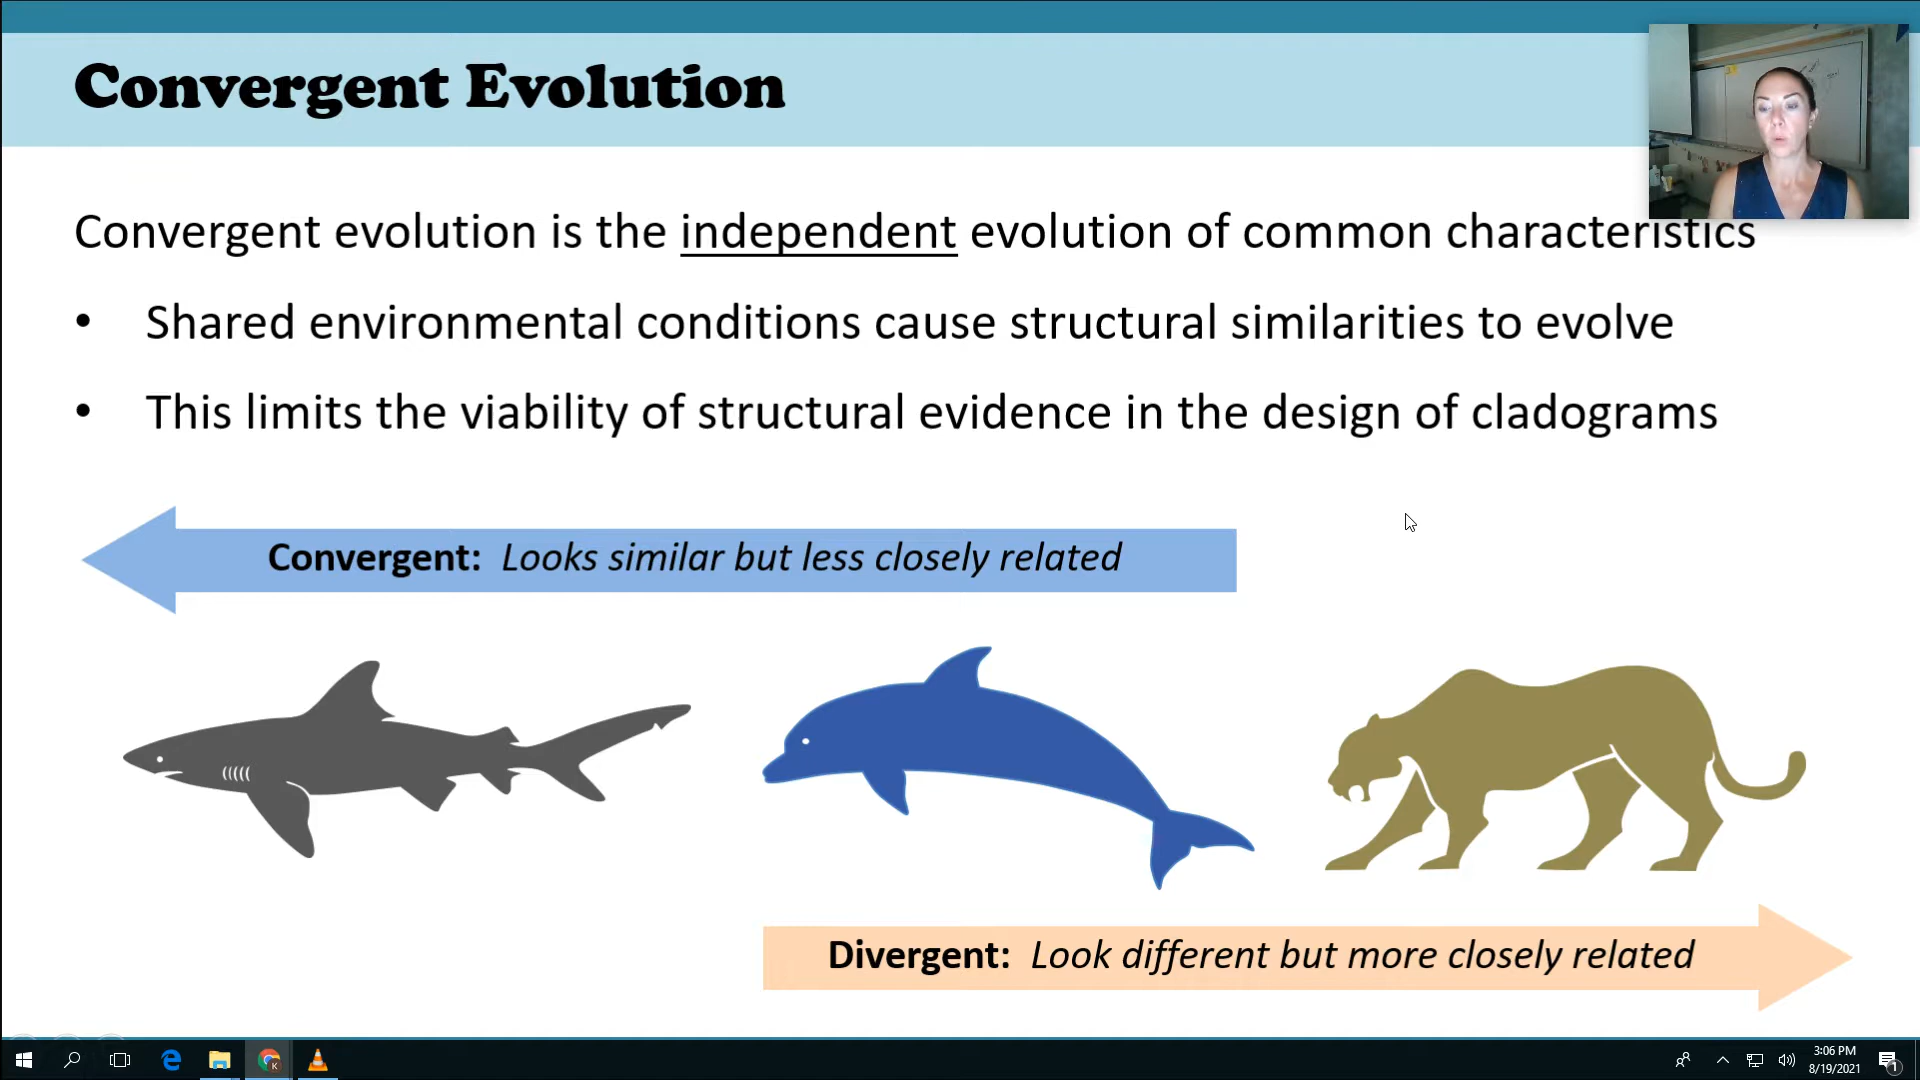 Convergent Evolution
Convergent evolution is the independent evolution of common characteristics
• Shared environmental conditions cause structural similarities to evolve
• This limits the viability of structural evidence in the design of cladograms
Convergent: Looks similar but less closely related
Divergent: Look different but more closely related
3:06 PM
8/19/2021
K
1